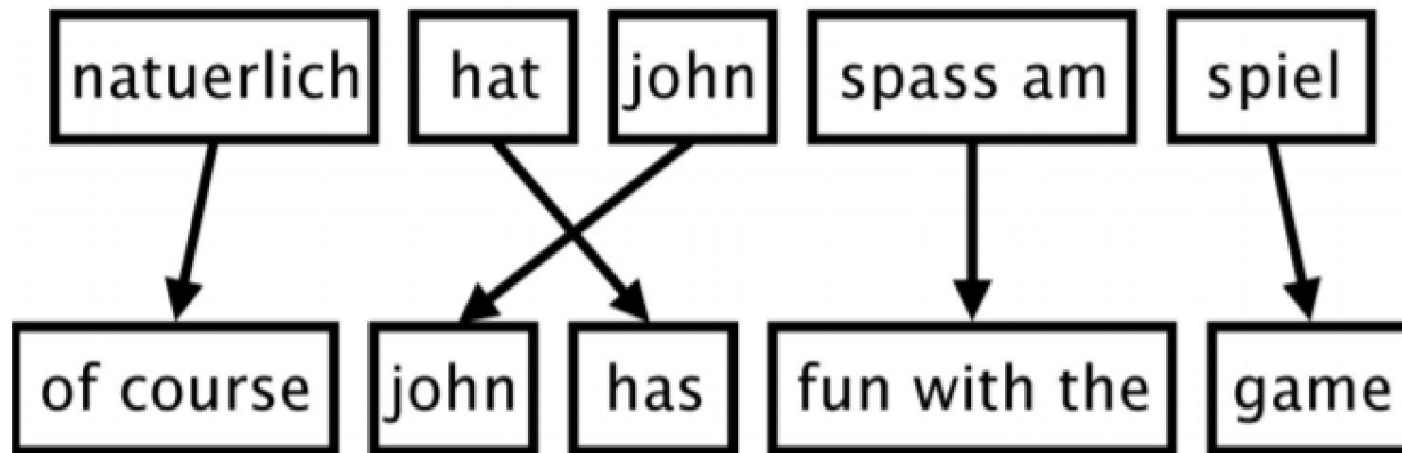 natuerlich hat john spass am spiel
of course john has fun with the game